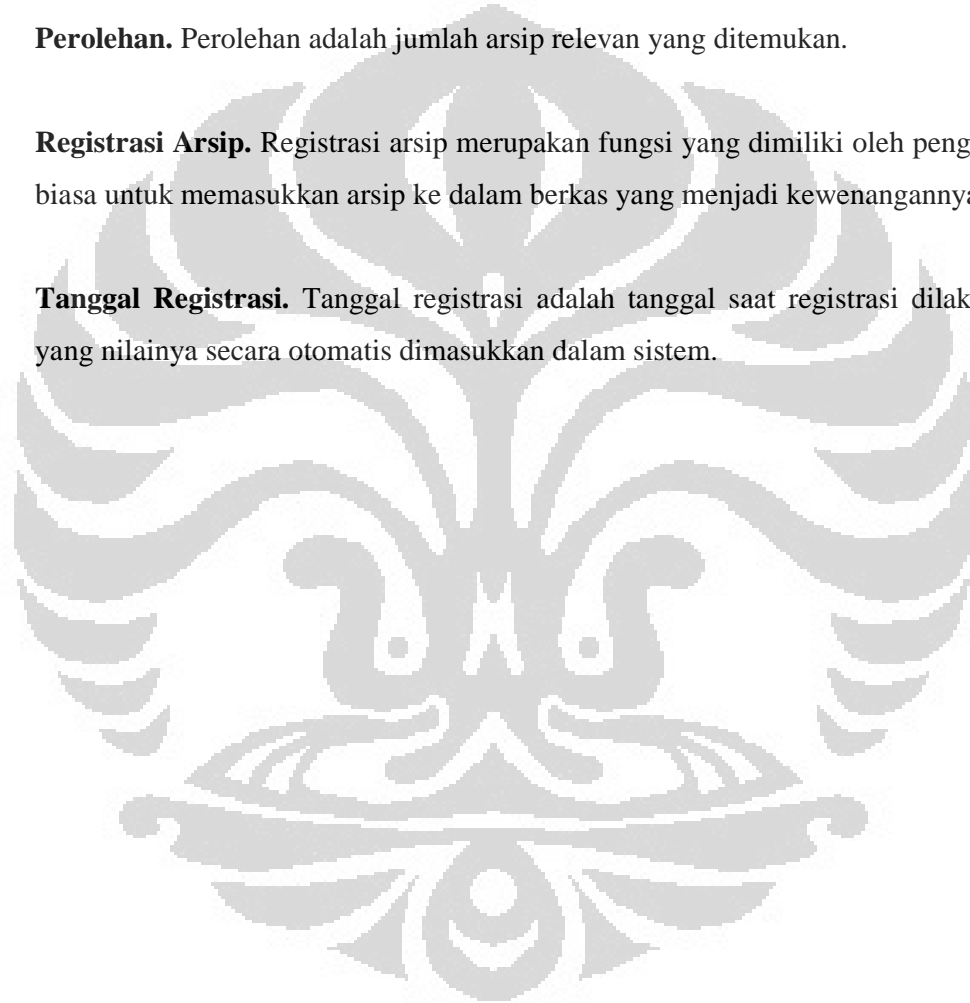 Perolehan. Perolehan adalah jumlah arsip relevan yang ditemukan.
Registrasi Arsip. Registrasi arsip merupakan fungsi yang dimiliki oleh peng
biasa untuk memasukkan arsip ke dalam berkas yang menjadi kewenangannya
Tanggal Registrasi. Tanggal registrasi adalah tanggal saat registrasi dilak
yang nilainya secara otomatis dimasukkan dalam sistem.